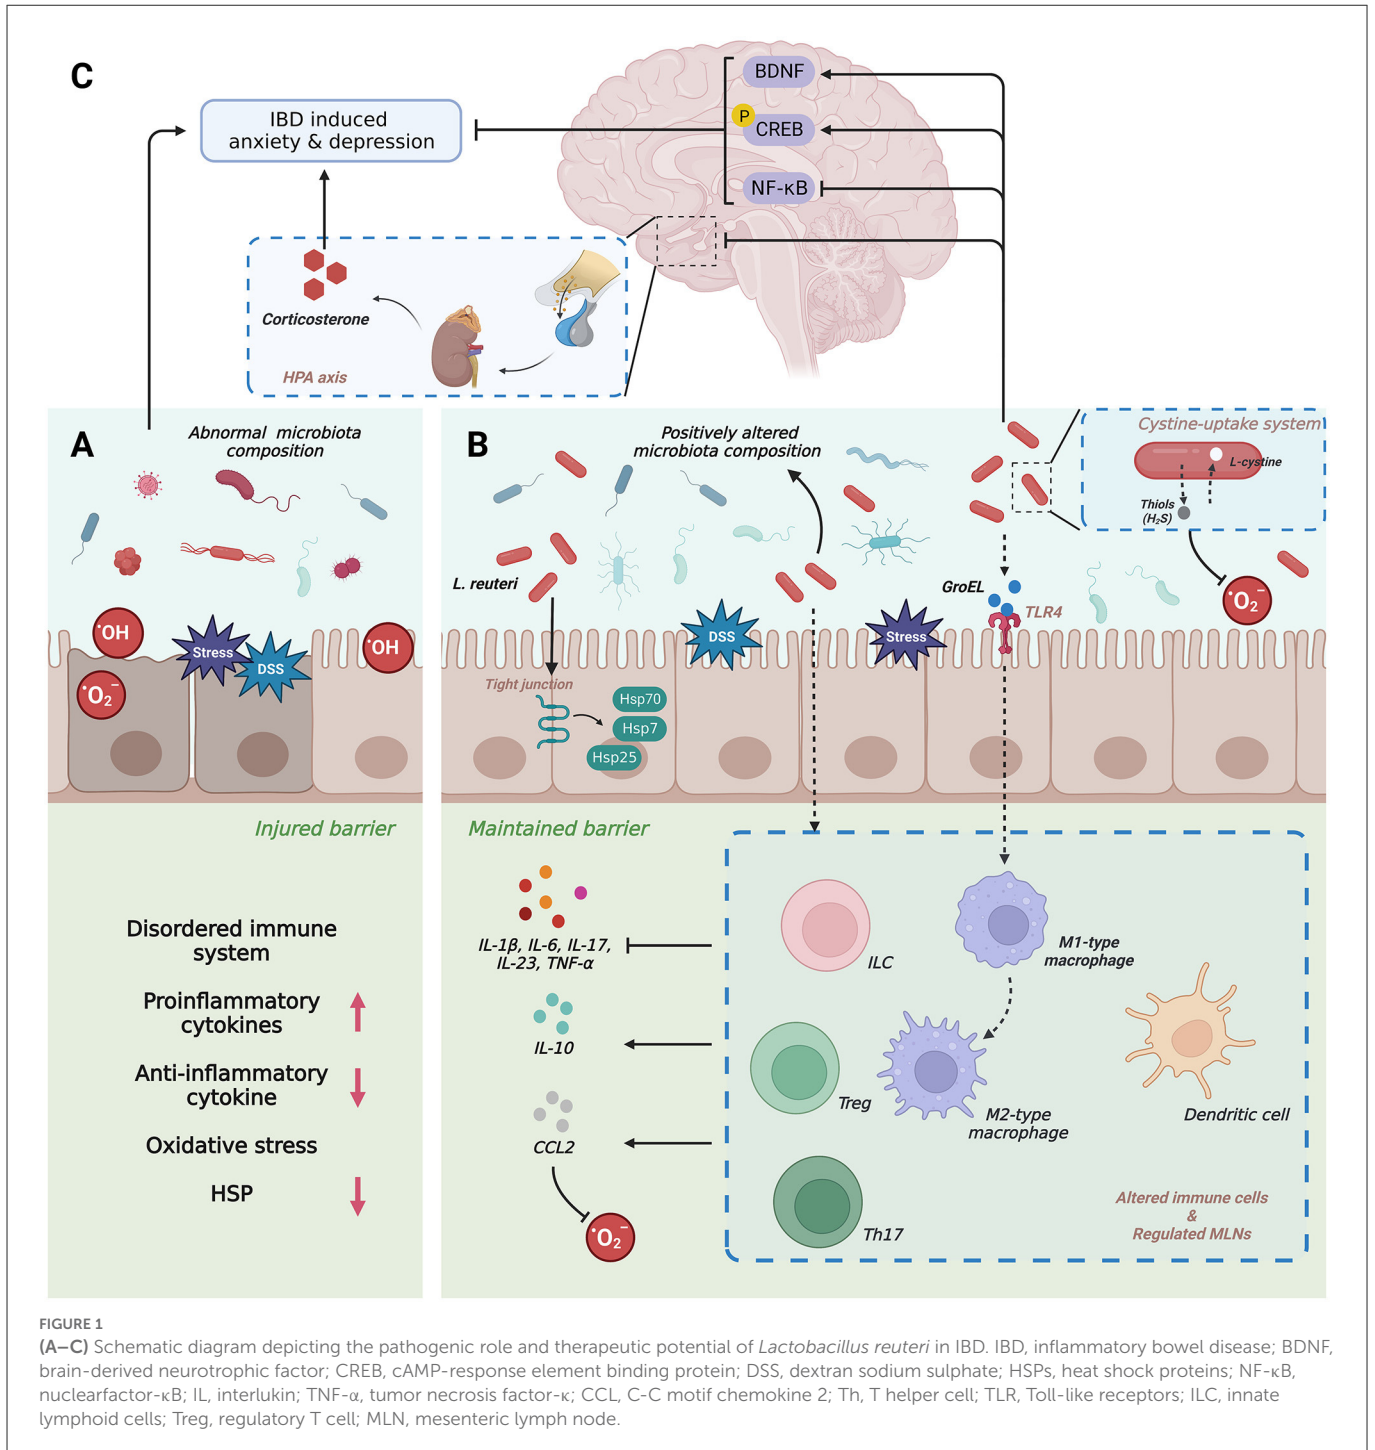 C
IBD induced
anxiety & depression
BDNF
P
CREB
NF-κB
Corticosterone
HPA axis
A
Abnormal microbiota
composition
•OH
•O₂⁻
Stress
DSS
•OH
Injured barrier
Disordered immune
system
Proinflammatory
cytokines
Anti-inflammatory
cytokine
Oxidative stress
HSP
B
Positively altered
microbiota composition
L. reuteri
Cystine-uptake system
L-cystine
Thiols
(H₂S)
•O₂⁻
GroEL
TLR4
DSS
Stress
Tight junction
Hsp70
Hsp7
Hsp25
Maintained barrier
IL-1β, IL-6, IL-17,
IL-23, TNF-α
IL-10
CCL2
•O₂⁻
ILC
M1-type
macrophage
Treg
M2-type
macrophage
Dendritic cell
Th17
Altered immune cells
&
Regulated MLNs
FIGURE 1
(A–C) Schematic diagram depicting the pathogenic role and therapeutic potential of Lactobacillus reuteri in IBD. IBD, inflammatory bowel disease; BDNF,
brain-derived neurotrophic factor; CREB, cAMP-response element binding protein; DSS, dextran sodium sulphate; HSPs, heat shock proteins; NF-κB,
nuclearfactor-κB; IL, interlukin; TNF-α, tumor necrosis factor-κ; CCL, C-C motif chemokine 2; Th, T helper cell; TLR, Toll-like receptors; ILC, innate
lymphoid cells; Treg, regulatory T cell; MLN, mesenteric lymph node.